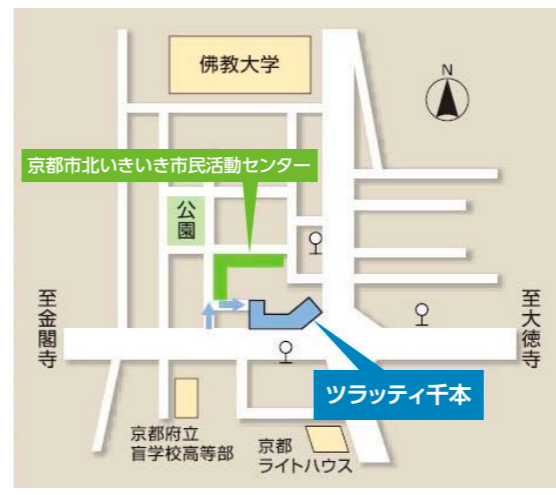 佛教大学
N
京都市北いきいき市民活動センター
公園
至金閣寺
至大徳寺
ツラッティ千本
京都府立
盲学校高等部
京都
ライトハウス